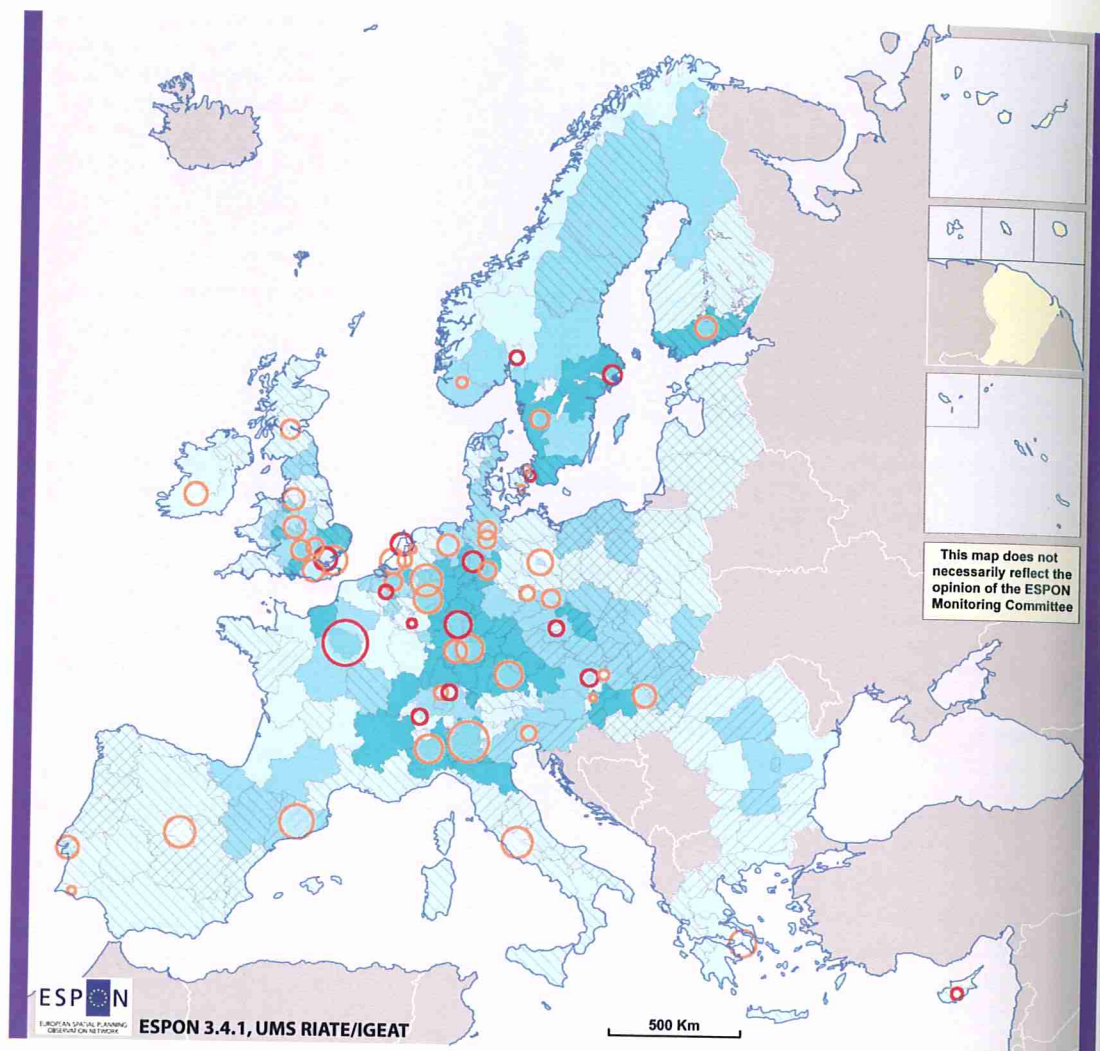 This map does not
necessarily reflect the
opinion of the ESPON
Monitoring Committee
ESPON
EUROPEAN SPATIAL PLANNING
OBSERVATION NETWORK
ESPON 3.4.1, UMS RIATE/IGEAT
500 Km